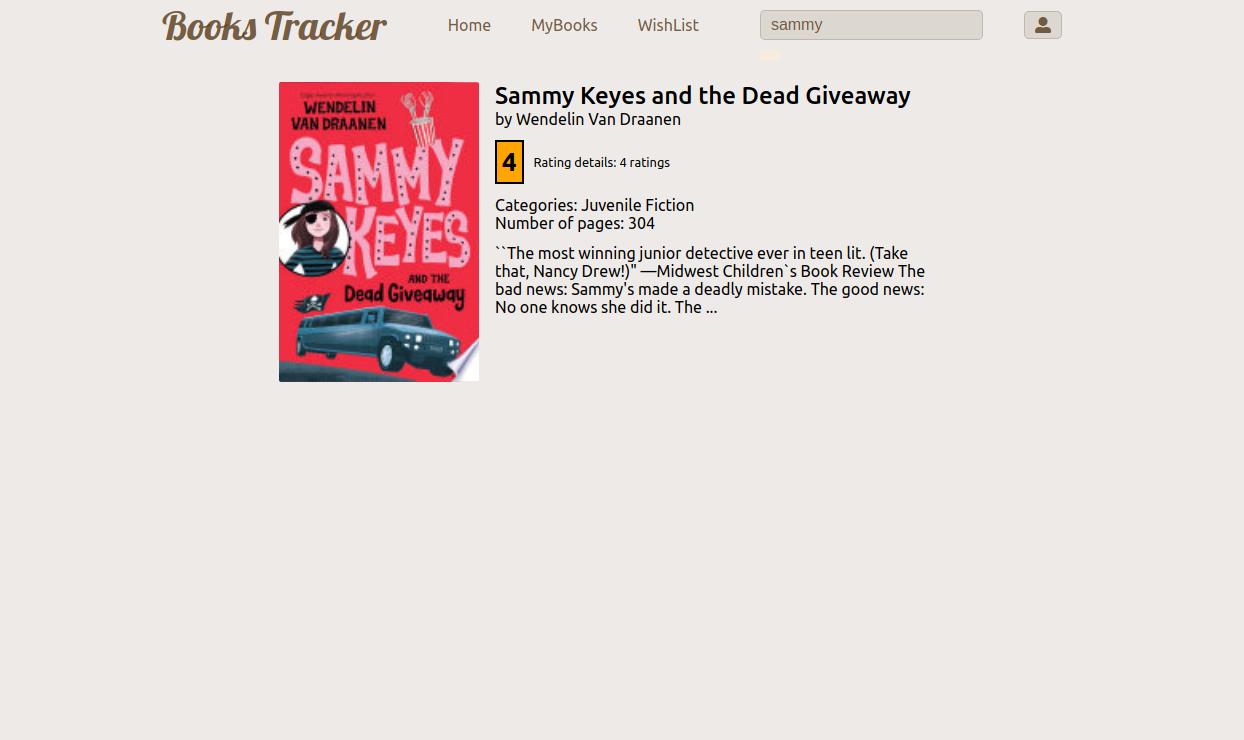 Books Tracker
Home
MyBooks
WishList
sammy
WENDELIN
VAN DRAANEN
SAMMY
KEYES
AND THE
Dead Giveaway
Sammy Keyes and the Dead Giveaway
by Wendelin Van Draanen
4
Rating details: 4 ratings
Categories: Juvenile Fiction
Number of pages: 304
``The most winning junior detective ever in teen lit. (Take
that, Nancy Drew!)" —Midwest Children`s Book Review The
bad news: Sammy's made a deadly mistake. The good news:
No one knows she did it. The ...